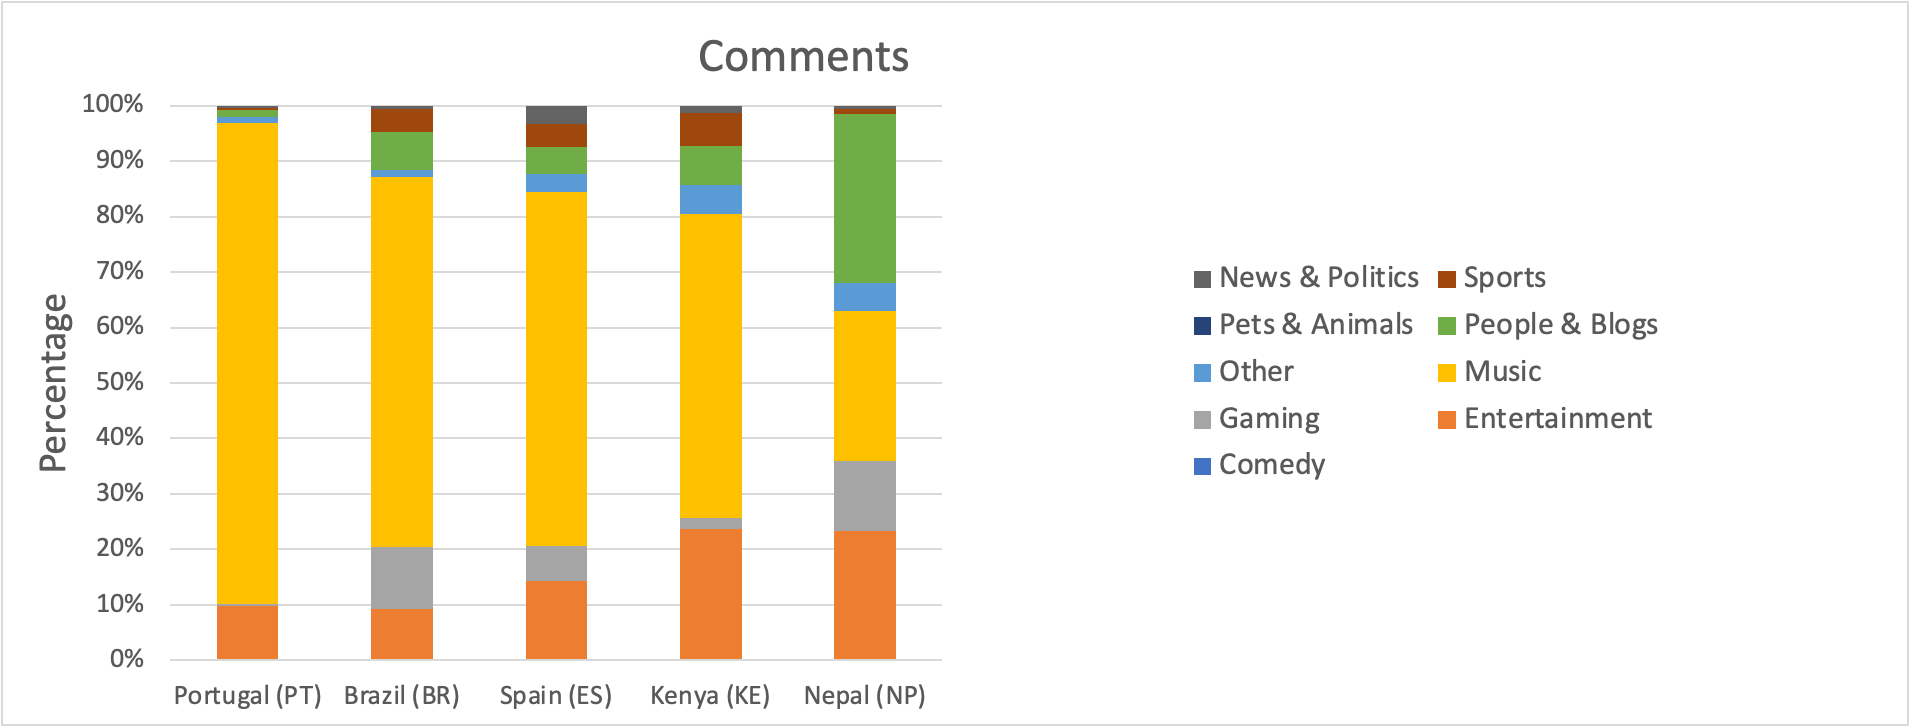 Comments
Percentage
100%
90%
80%
70%
60%
50%
40%
30%
20%
10%
0%
Portugal (PT) Brazil (BR) Spain (ES) Kenya (KE) Nepal (NP)
News & Politics Sports
Pets & Animals People & Blogs
Other Music
Gaming Entertainment
Comedy